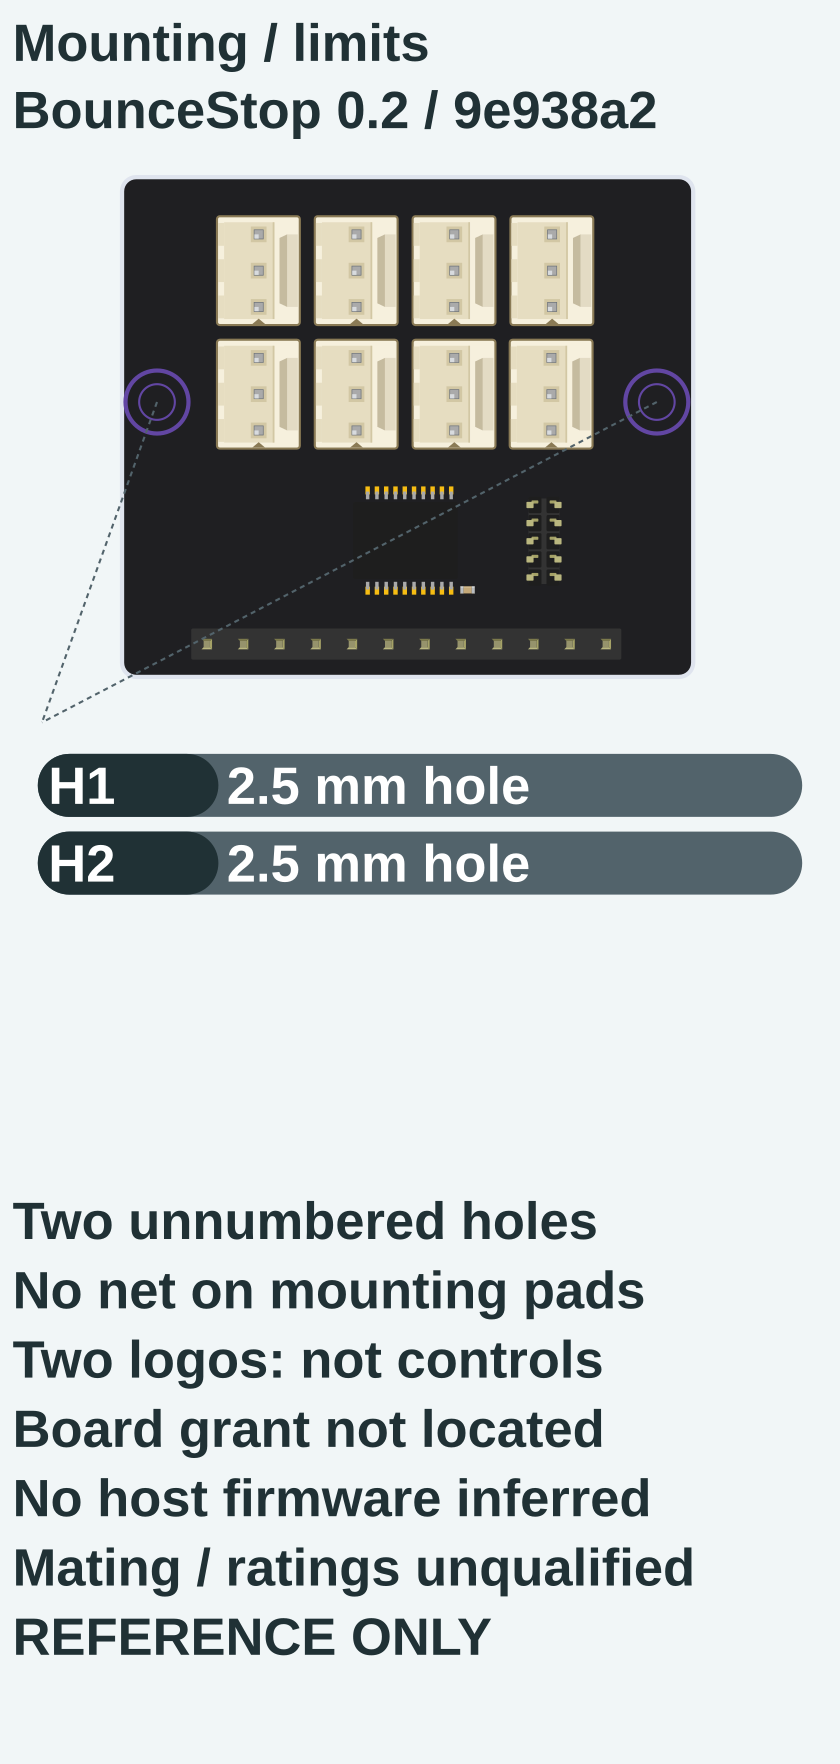 Mounting / limits
BounceStop 0.2 / 9e938a2
H1 2.5 mm hole
H2 2.5 mm hole
Two unnumbered holes
No net on mounting pads
Two logos: not controls
Board grant not located
No host firmware inferred
Mating / ratings unqualified
REFERENCE ONLY